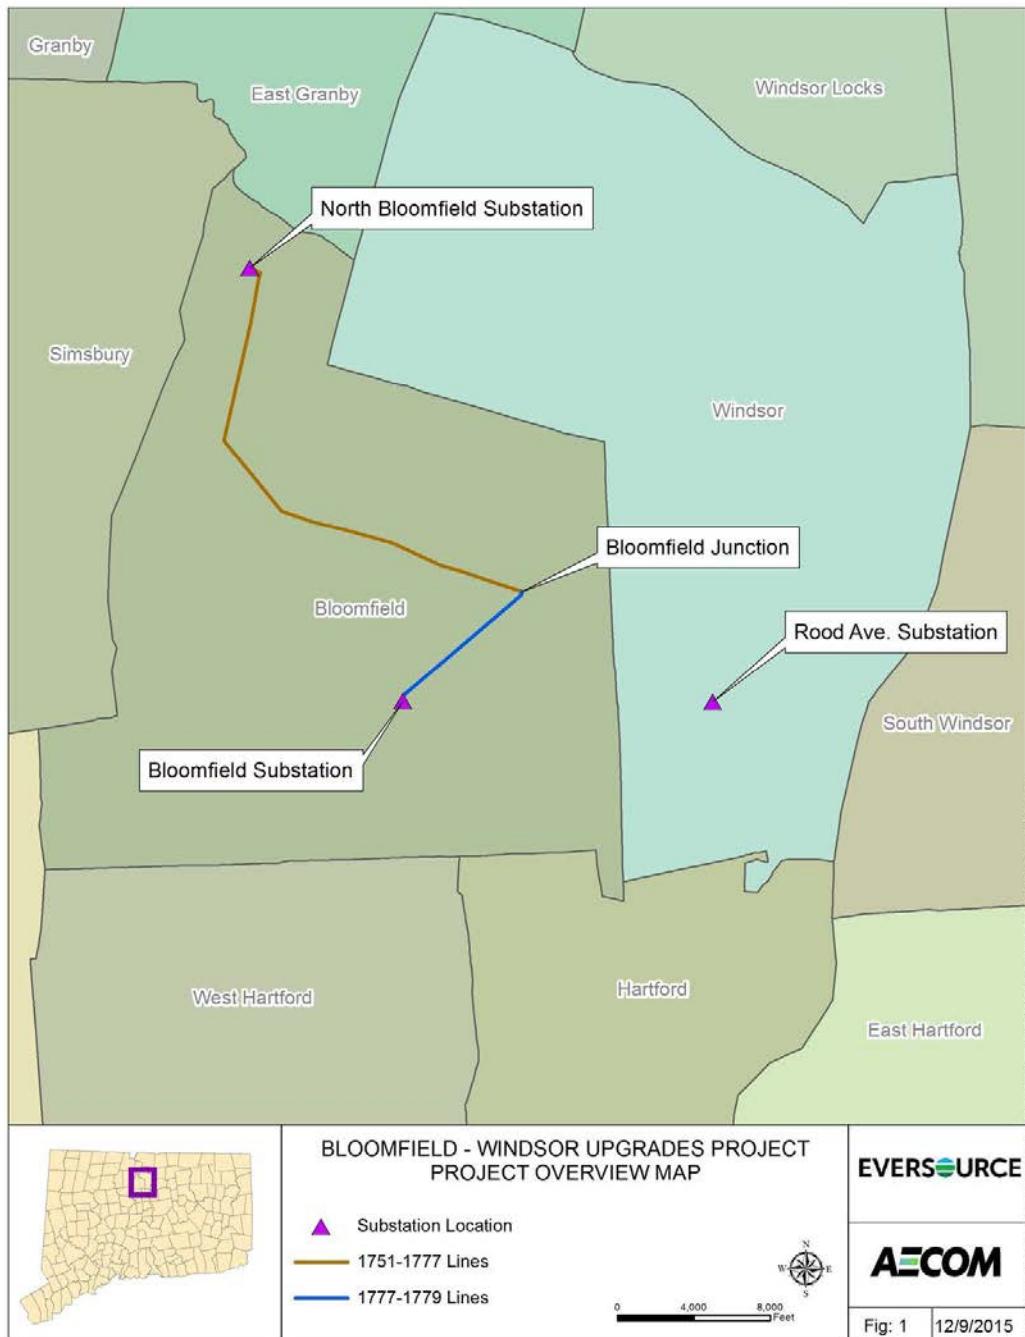 Granby
East Granby
Windsor Locks
North Bloomfield Substation
Simsbury
Windsor
Bloomfield Junction
Bloomfield
Rood Ave. Substation
South Windsor
Bloomfield Substation
West Hartford
Hartford
East Hartford
BLOOMFIELD - WINDSOR UPGRADES PROJECT
PROJECT OVERVIEW MAP
Substation Location
1751-1777 Lines
1777-1779 Lines
N
W
E
S
0 4,000 8,000
Feet
EVERSOURCE
AECOM
Fig: 1
12/9/2015